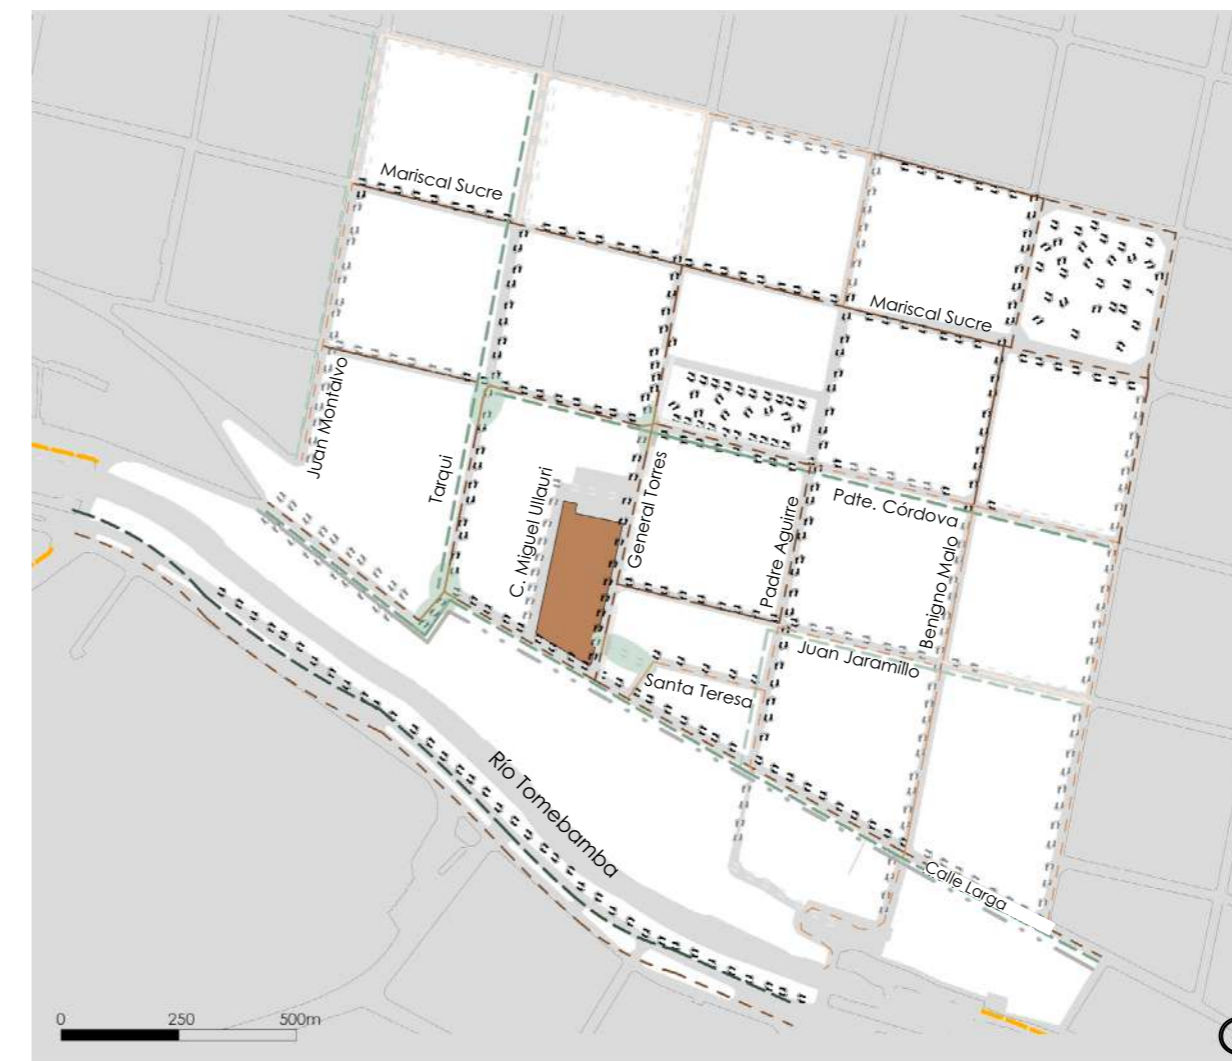 Mariscal Sucre
Mariscal Sucre
Juan Montalvo
Tarqui
C. Miguel Ullauri
General Torres
Padre Aguirre
Pdte. Córdova
Benigno Malo
Juan Jaramillo
Santa Teresa
Río Tomebamba
Calle Larga
0 250 500m